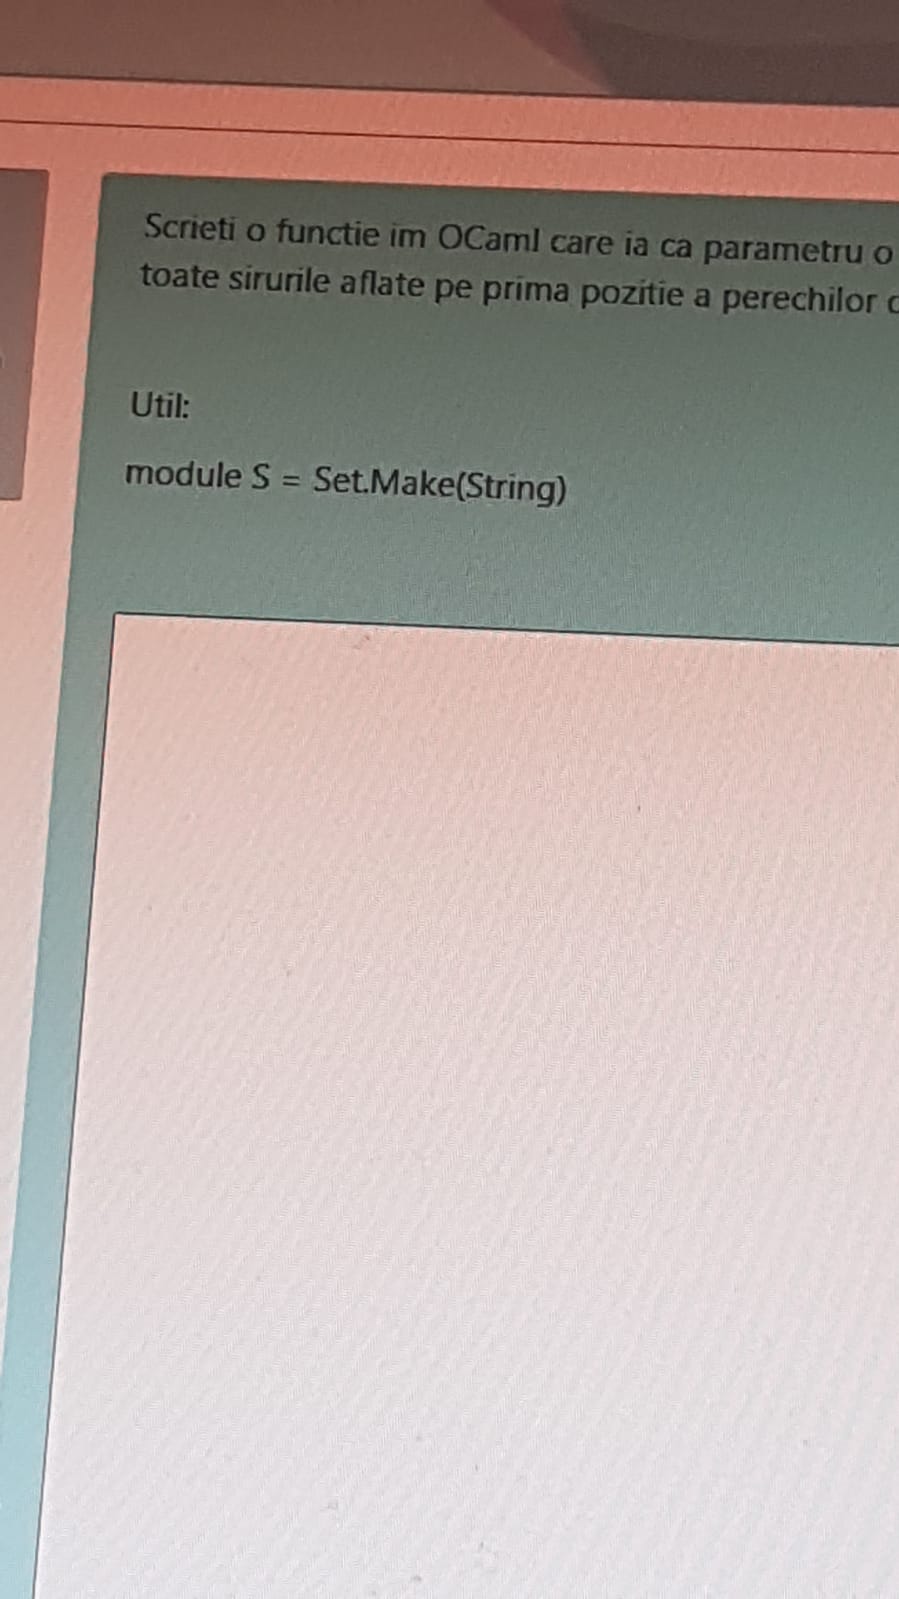 Scrieti o functie im OCaml care ia ca parametru o
toate sirurile aflate pe prima pozitie a perechilor
Util:
module S = Set.Make(String)